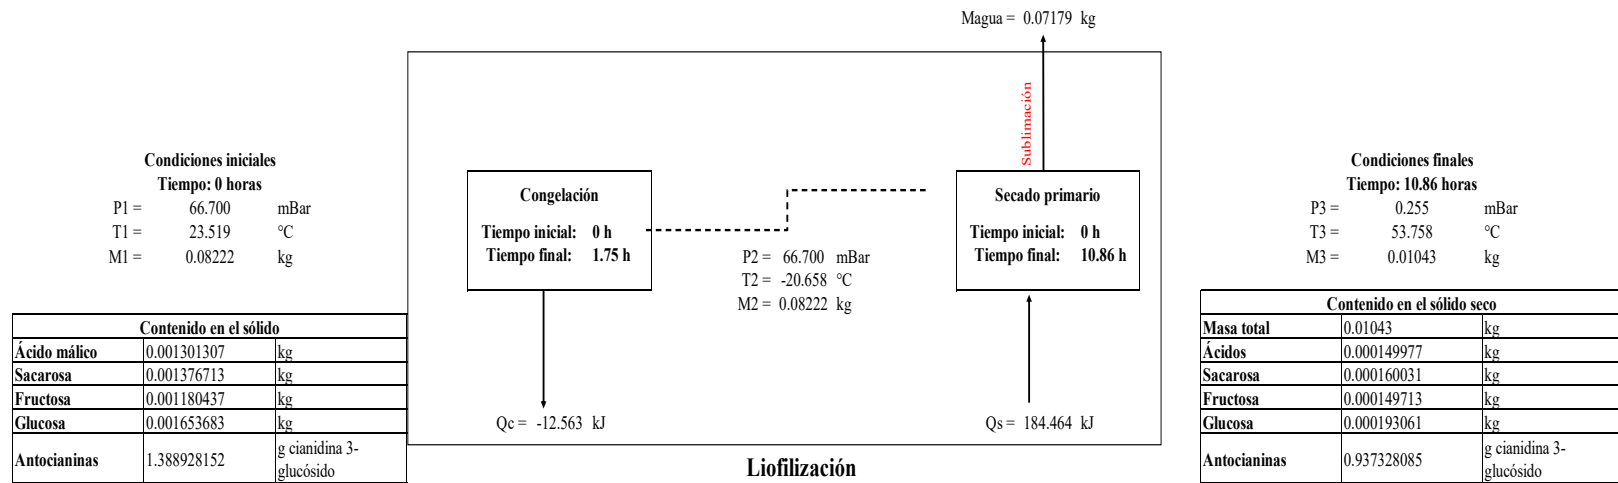 Magua = 0.07179 kg
Sublimación
Condiciones iniciales
Tiempo: 0 horas
P1 = 66.700 mBar
T1 = 23.519 °C
M1 = 0.08222 kg
Congelación
Tiempo inicial: 0 h
Tiempo final: 1.75 h
P2 = 66.700 mBar
T2 = -20.658 °C
M2 = 0.08222 kg
Secado primario
Tiempo inicial: 0 h
Tiempo final: 10.86 h
Condiciones finales
Tiempo: 10.86 horas
P3 = 0.255 mBar
T3 = 53.758 °C
M3 = 0.01043 kg
Contenido en el sólido
Ácido málico 0.001301307 kg
Sacarosa 0.001376713 kg
Fructosa 0.001180437 kg
Glucosa 0.001653683 kg
Antocianinas 1.388928152 g cianidina 3-
glucósido
Qc = -12.563 kJ
Qs = 184.464 kJ
Liofilización
Contenido en el sólido seco
Masa total 0.01043 kg
Ácidos 0.000149977 kg
Sacarosa 0.000160031 kg
Fructosa 0.000149713 kg
Glucosa 0.000193061 kg
Antocianinas 0.937328085 g cianidina 3-
glucósido